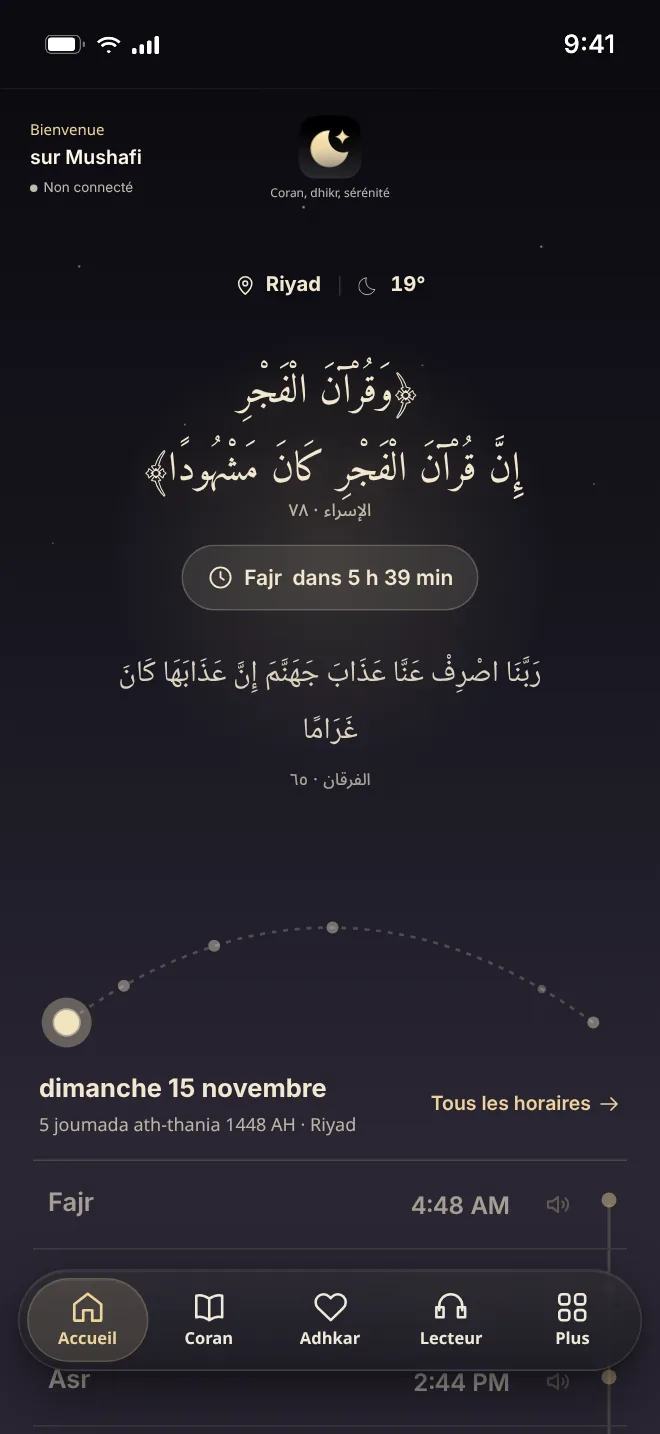 9:41
Bienvenue
sur Mushafi
Non connecté
Coran, dhikr, sérénité
Riyad | 19°
﴿وَقُرْآنَ الْفَجْرِ
إِنَّ قُرْآنَ الْفَجْرِ كَانَ مَشْهُودًا﴾
الإسراء · ٧٨
Fajr dans 5 h 39 min
رَبَّنَا اصْرِفْ عَنَّا عَذَابَ جَهَنَّمَ إِنَّ عَذَابَهَا كَانَ
غَرَامًا
الفرقان · ٦٥
dimanche 15 novembre
Tous les horaires →
5 joumada ath-thania 1448 AH · Riyad
Fajr 4:48 AM
Accueil Coran Adhkar Lecteur Plus
Asr 2:44 PM